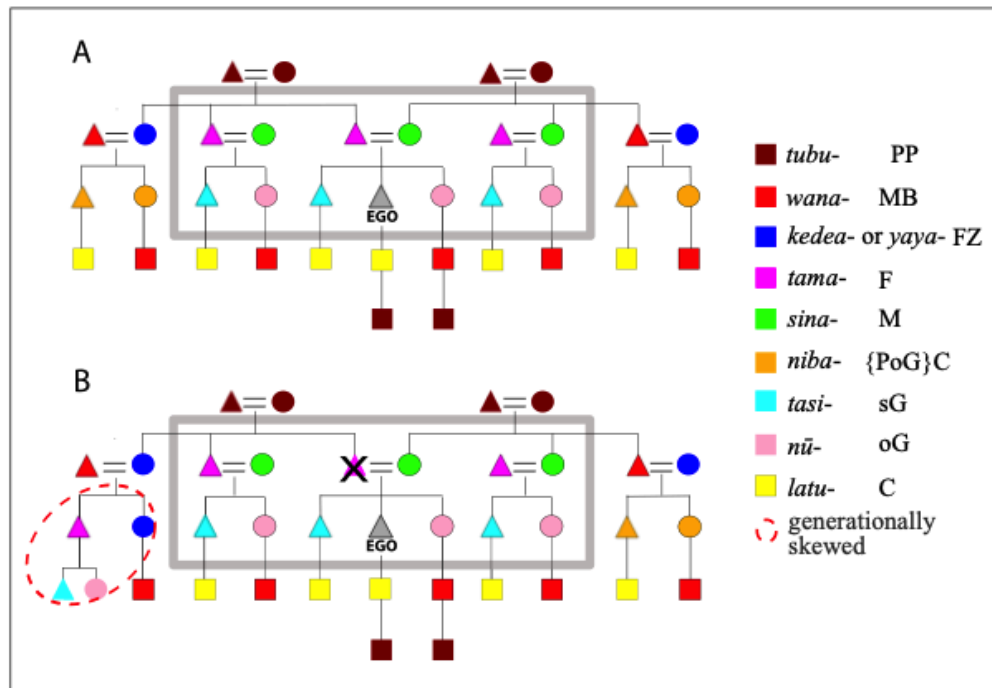 A
EGO
B
EGO
tubu- PP
wana- MB
kedea- or yaya- FZ
tama- F
sina- M
niba- {PoG}C
tasi- sG
nū- oG
latu- C
generationally
skewed